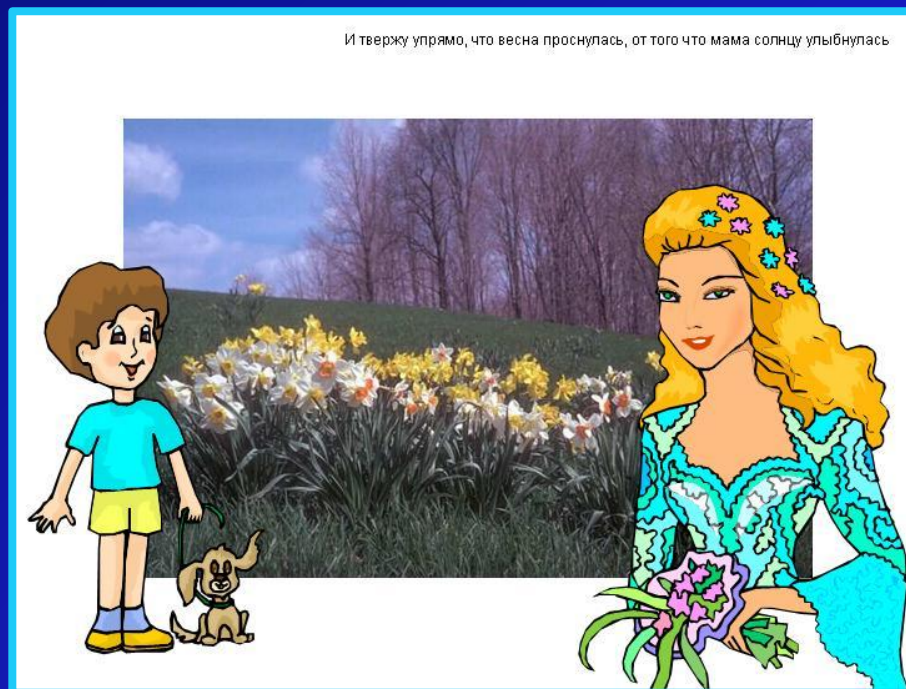 И твержу упрямо, что весна проснулась, от того что мама солнцу улыбнулась